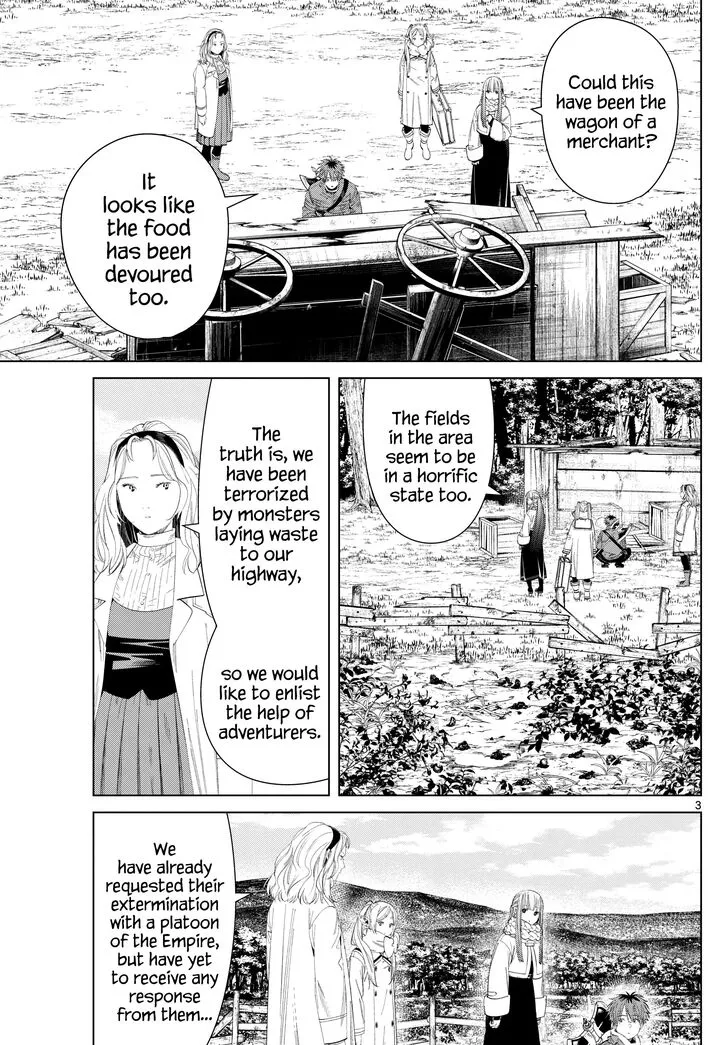 Could this
have been the
wagon of a
merchant?
It
looks like
the food
has been
devoured
too.
The fields
in the area
seem to be
in a horrific
state too.
The
truth is, we
have been
terrorized
by monsters
laying waste
to our
highway,
so we would
like to enlist
the help of
adventurers.
3
We
have already
requested their
extermination
with a platoon
of the Empire,
but have yet
to receive any
response
from them...